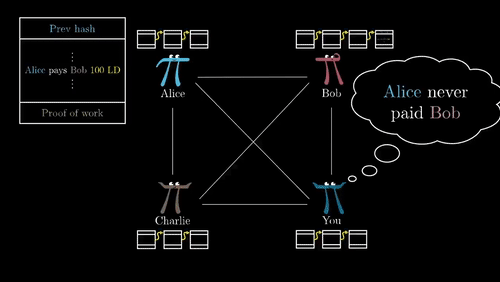 Prev hash
Alice pays Bob 100 LD
Proof of work
Alice
Bob
Alice never
paid Bob
Charlie
You